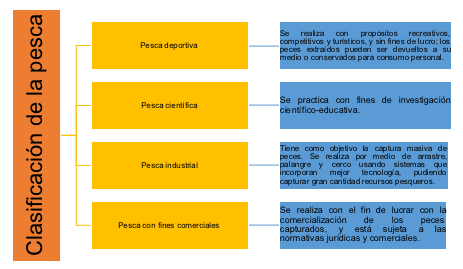 Clasificación de la pesca
Pesca deportiva
Se realiza con propósitos recreativos,
competitivos y turísticos, y sin fines de lucro; los
peces extraídos pueden ser devueltos a su
medio o conservados para consumo personal.
Pesca científica
Se practica con fines de investigación
científico-educativa.
Pesca industrial
Tiene como objetivo la captura masiva de
peces. Se realiza por medio de arrastre,
palangre y cerco usando sistemas que
incorporan mejor tecnología, pudiendo
capturar gran cantidad recursos pesqueros.
Pesca con fines comerciales
Se realiza con el fin de lucrar con la
comercialización de los peces
capturados, y está sujeta a las
normativas jurídicas y comerciales.